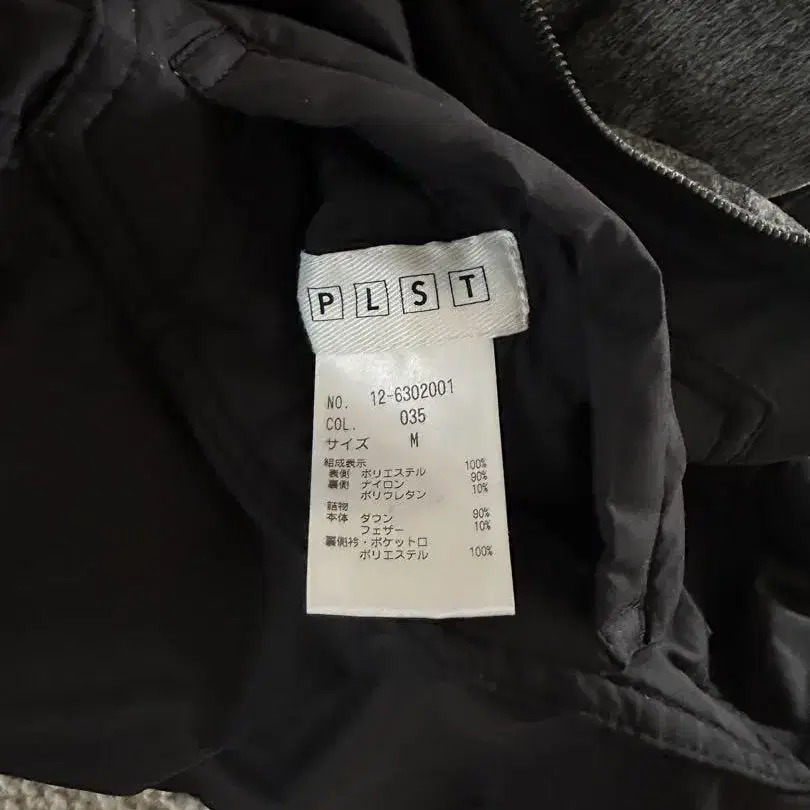 PLST
NO. 12-6302001
COL. 035
サイズ M
組成表示
表側 ポリエステル 100%
裏側 ナイロン 90%
ポリウレタン 10%
詰物
本体 ダウン 90%
フェザー 10%
裏側衿・ポケット口
ポリエステル 100%